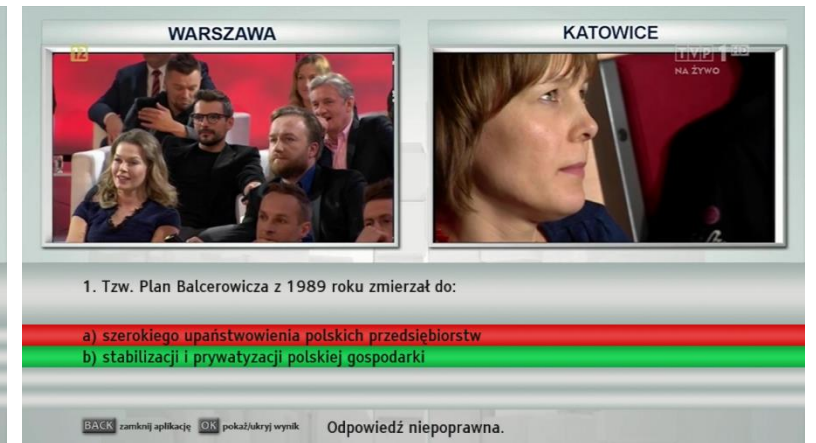 WARSZAWA
KATOWICE
12
TVP 1 HD
NA ŻYWO
1. Tzw. Plan Balcerowicza z 1989 roku zmierzał do:
a) szerokiego upaństwowienia polskich przedsiębiorstw
b) stabilizacji i prywatyzacji polskiej gospodarki
BACK zamknij aplikację OK pokaż/ukryj wynik Odpowiedź niepoprawna.